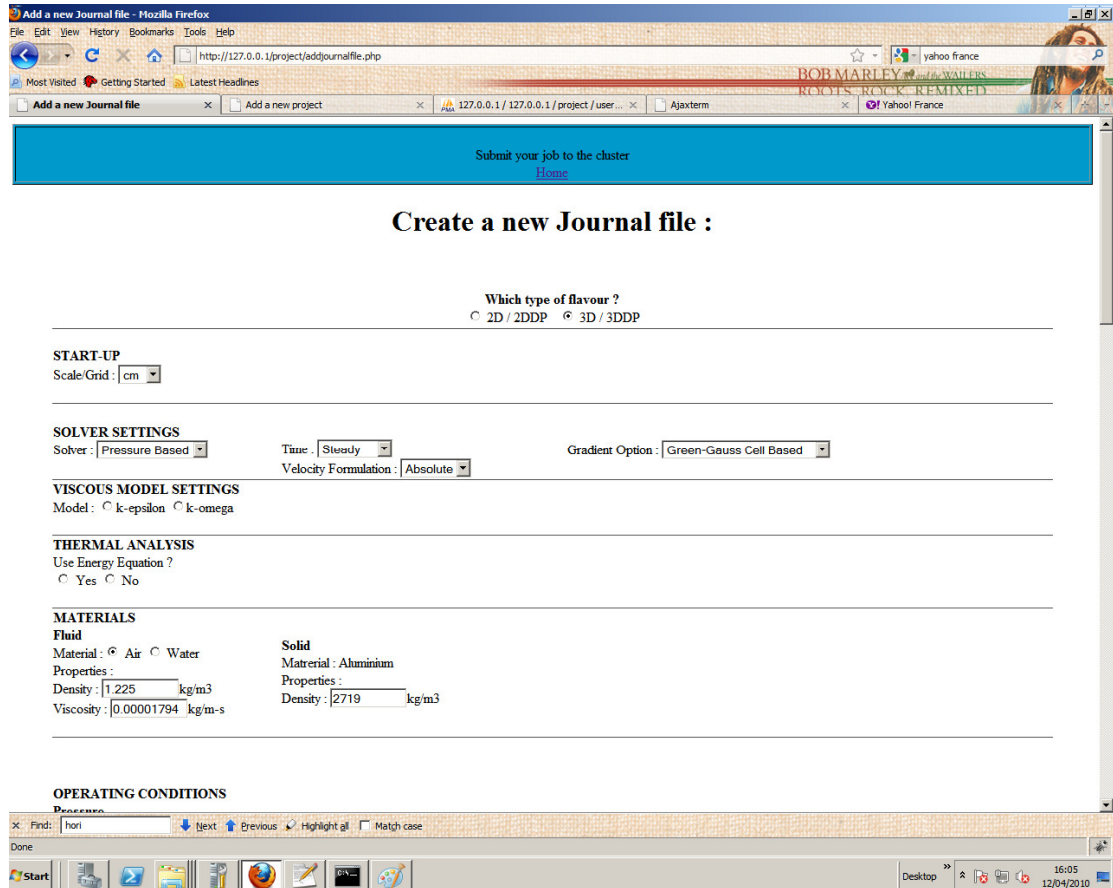 Add a new Journal file - Mozilla Firefox
File Edit View History Bookmarks Tools Help
http://127.0.0.1/project/addjournalfile.php
yahoo france
Most Visited Getting Started Latest Headlines
BOB MARLEY and the WAILERS
ROOTS, ROCK, REMIXED
Add a new Journal file Add a new project 127.0.0.1 / 127.0.0.1 / project / user... Ajaxterm Yahoo! France
Submit your job to the cluster
Home
Create a new Journal file :
Which type of flavour ?
2D / 2DDP 3D / 3DDP
START-UP
Scale/Grid : cm
SOLVER SETTINGS
Solver : Pressure Based Time : Steady Gradient Option : Green-Gauss Cell Based
Velocity Formulation : Absolute
VISCOUS MODEL SETTINGS
Model : k-epsilon k-omega
THERMAL ANALYSIS
Use Energy Equation ?
Yes No
MATERIALS
Fluid
Material : Air Water
Properties :
Density : 1.225 kg/m3
Viscosity : 0.00001794 kg/m-s
Solid
Matrerial : Aluminium
Properties :
Density : 2719 kg/m3
OPERATING CONDITIONS
Pressure
Find: hori Next Previous Highlight all Match case
Done
Start
Desktop
16:05
12/04/2010